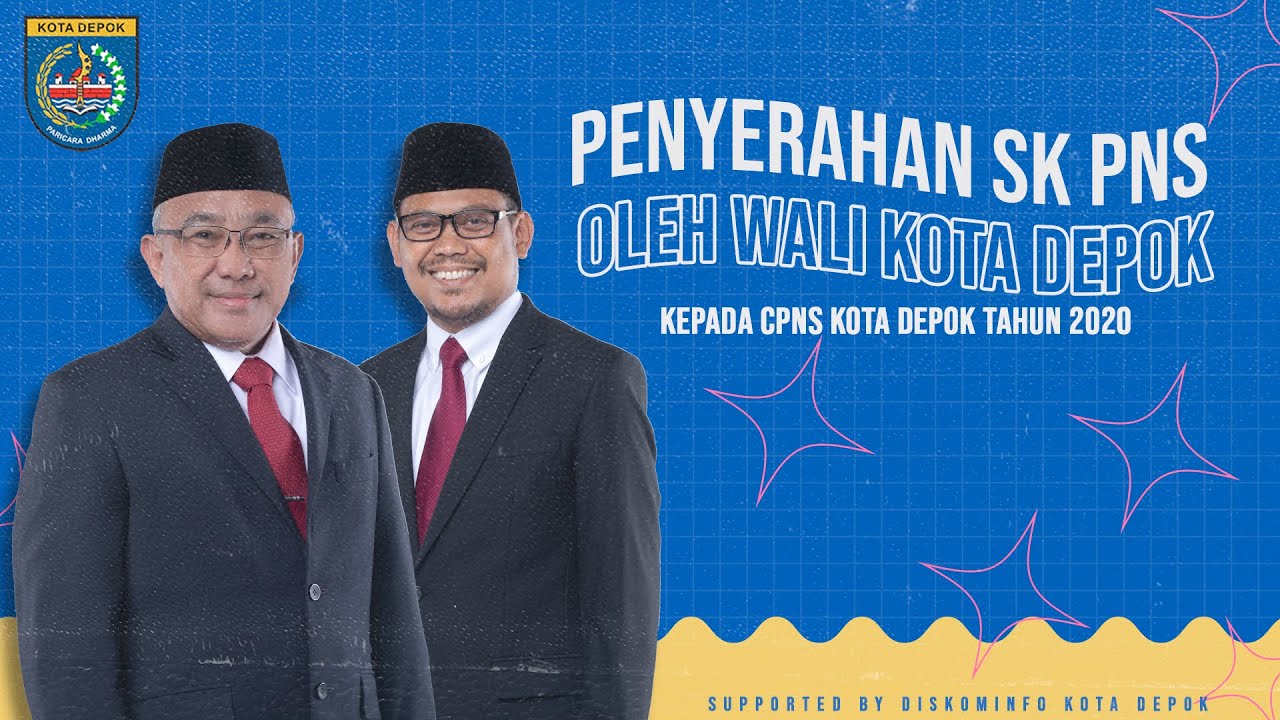 KOTA DEPOK
PARICARA DHARMA
PENYERAHAN SK PNS
OLEH WALI KOTA DEPOK
KEPADA CPNS KOTA DEPOK TAHUN 2020
SUPPORTED BY DISKOMINFO KOTA DEPOK